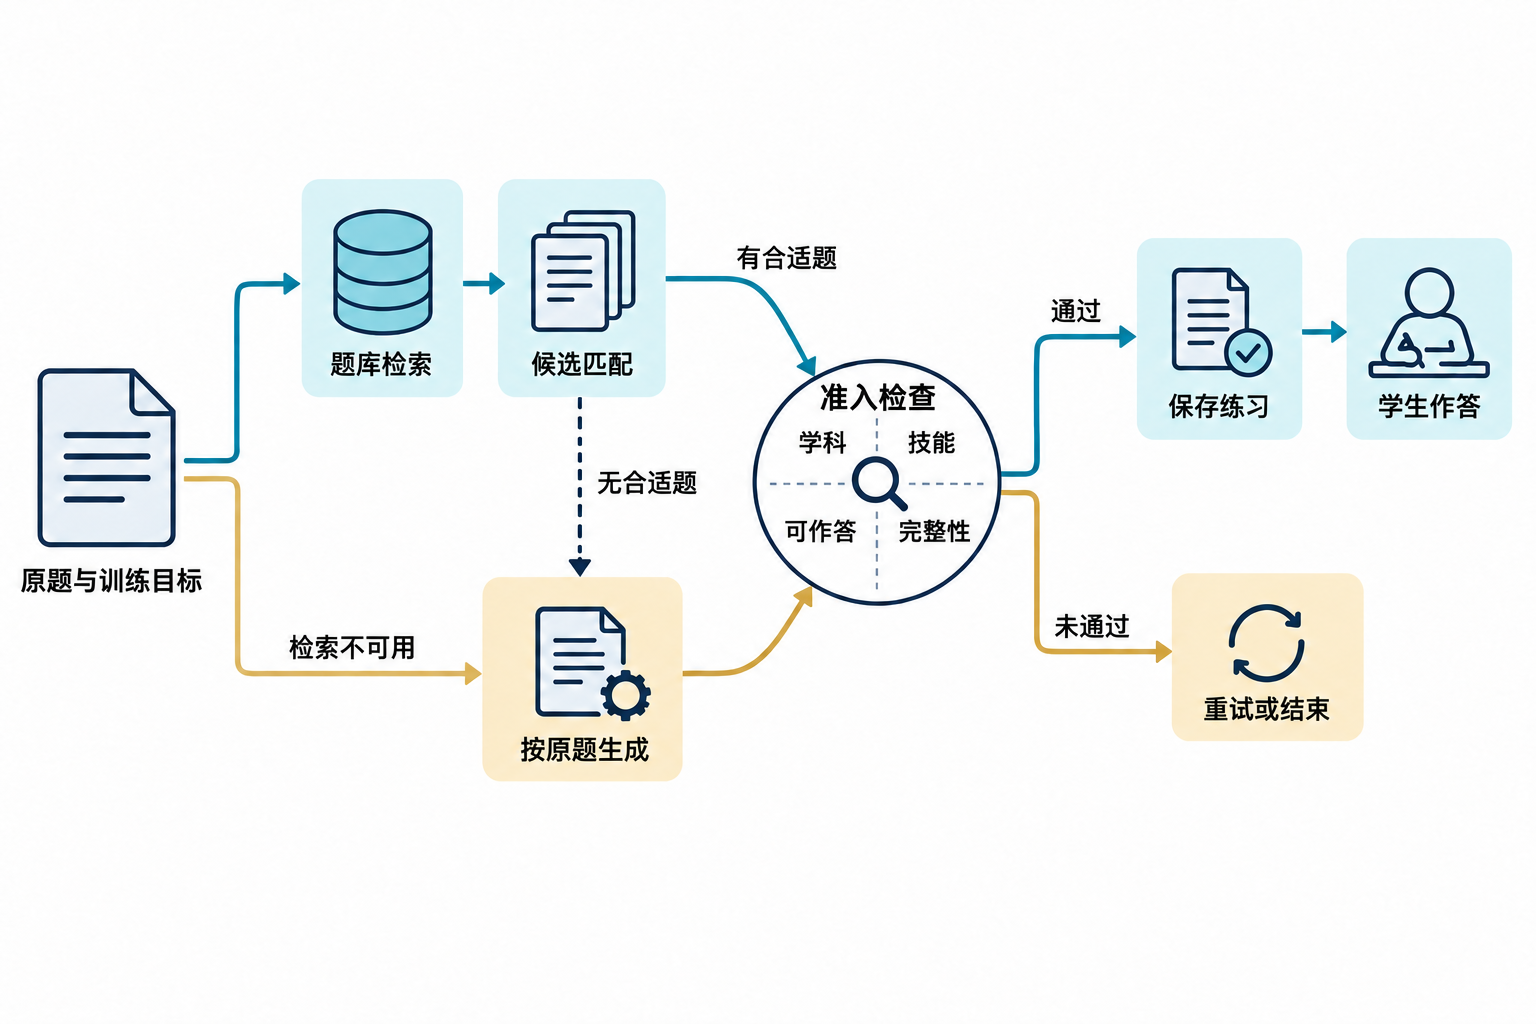 原题与训练目标
题库检索
候选匹配
有合适题
无合适题
检索不可用
按原题生成
准入检查
学科
技能
可作答
完整性
通过
保存练习
学生作答
未通过
重试或结束